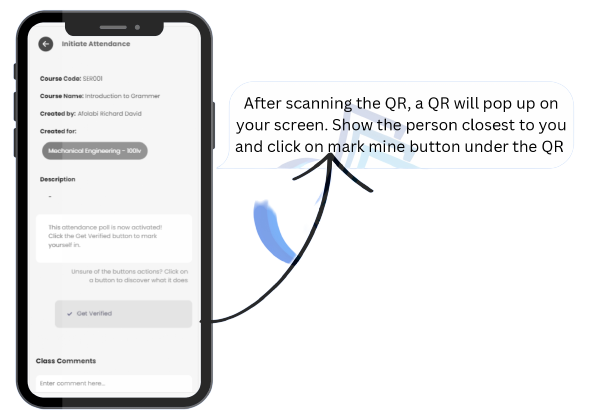 Initiate Attendance
Course Code: SER001
Course Name: Introduction to Grammer
Created by: Afolabi Richard David
Created for:
Mechanical Engineering - 100lv
Description
-
This attendance poll is now activated!
Click the Get Verified button to mark
yourself in.
Unsure of the buttons actions? Click on
a button to discover what it does
Get Verified
Class Comments
Enter comment here...
After scanning the QR, a QR will pop up on
your screen. Show the person closest to you
and click on mark mine button under the QR